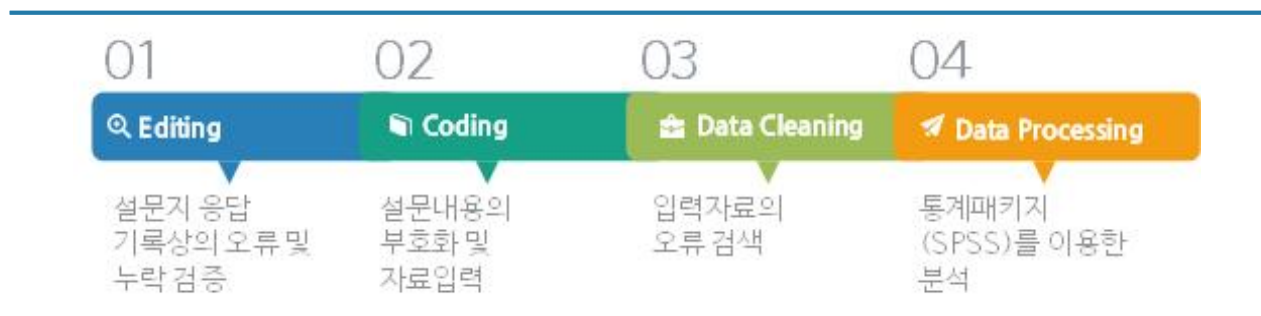 01
Editing
설문지 응답
기록상의 오류 및
누락 검증
02
Coding
설문내용의
부호화 및
자료입력
03
Data Cleaning
입력자료의
오류 검색
04
Data Processing
통계패키지
(SPSS)를 이용한
분석